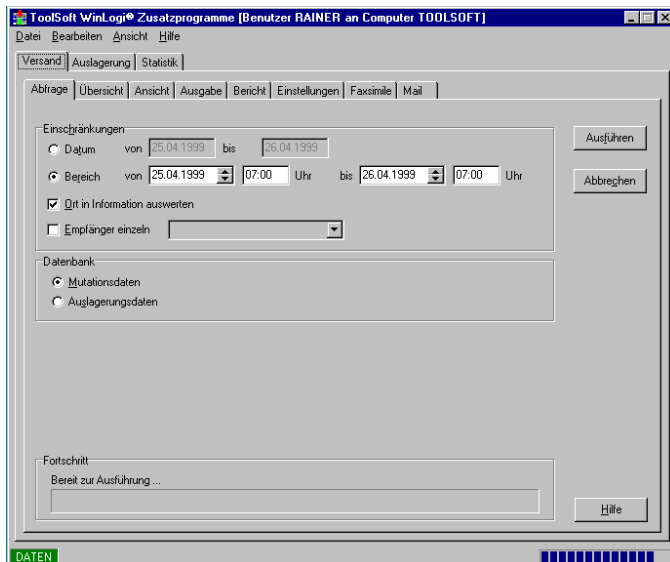 ToolSoft WinLogi® Zusatzprogramme [Benutzer RAINER an Computer TOOLSOFT]
Datei Bearbeiten Ansicht Hilfe
Versand Auslagerung Statistik
Abfrage Übersicht Ansicht Ausgabe Bericht Einstellungen Faxsimile Mail
Einschränkungen
Datum von 25.04.1999 bis 26.04.1999
Ausführen
Bereich von 25.04.1999 07:00 Uhr bis 26.04.1999 07:00 Uhr
Abbrechen
Ort in Information auswerten
Empfänger einzeln
Datenbank
Mutationsdaten
Auslagerungsdaten
Fortschritt
Bereit zur Ausführung ...
Hilfe
DATEN